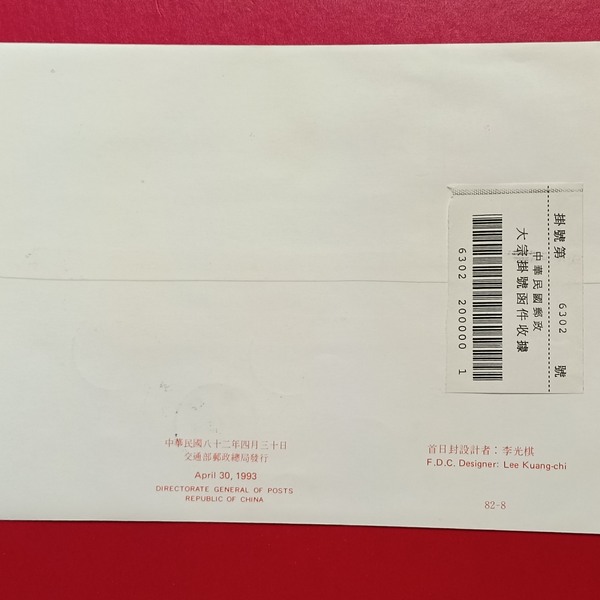 掛號第 6302 號
中華民國郵政
大宗掛號函件收據
6302 200000 1
中華民國八十二年四月三十日
交通部郵政總局發行
April 30, 1993
DIRECTORATE GENERAL OF POSTS
REPUBLIC OF CHINA
首日封設計者：李光棋
F.D.C. Designer: Lee Kuang-chi
82-8